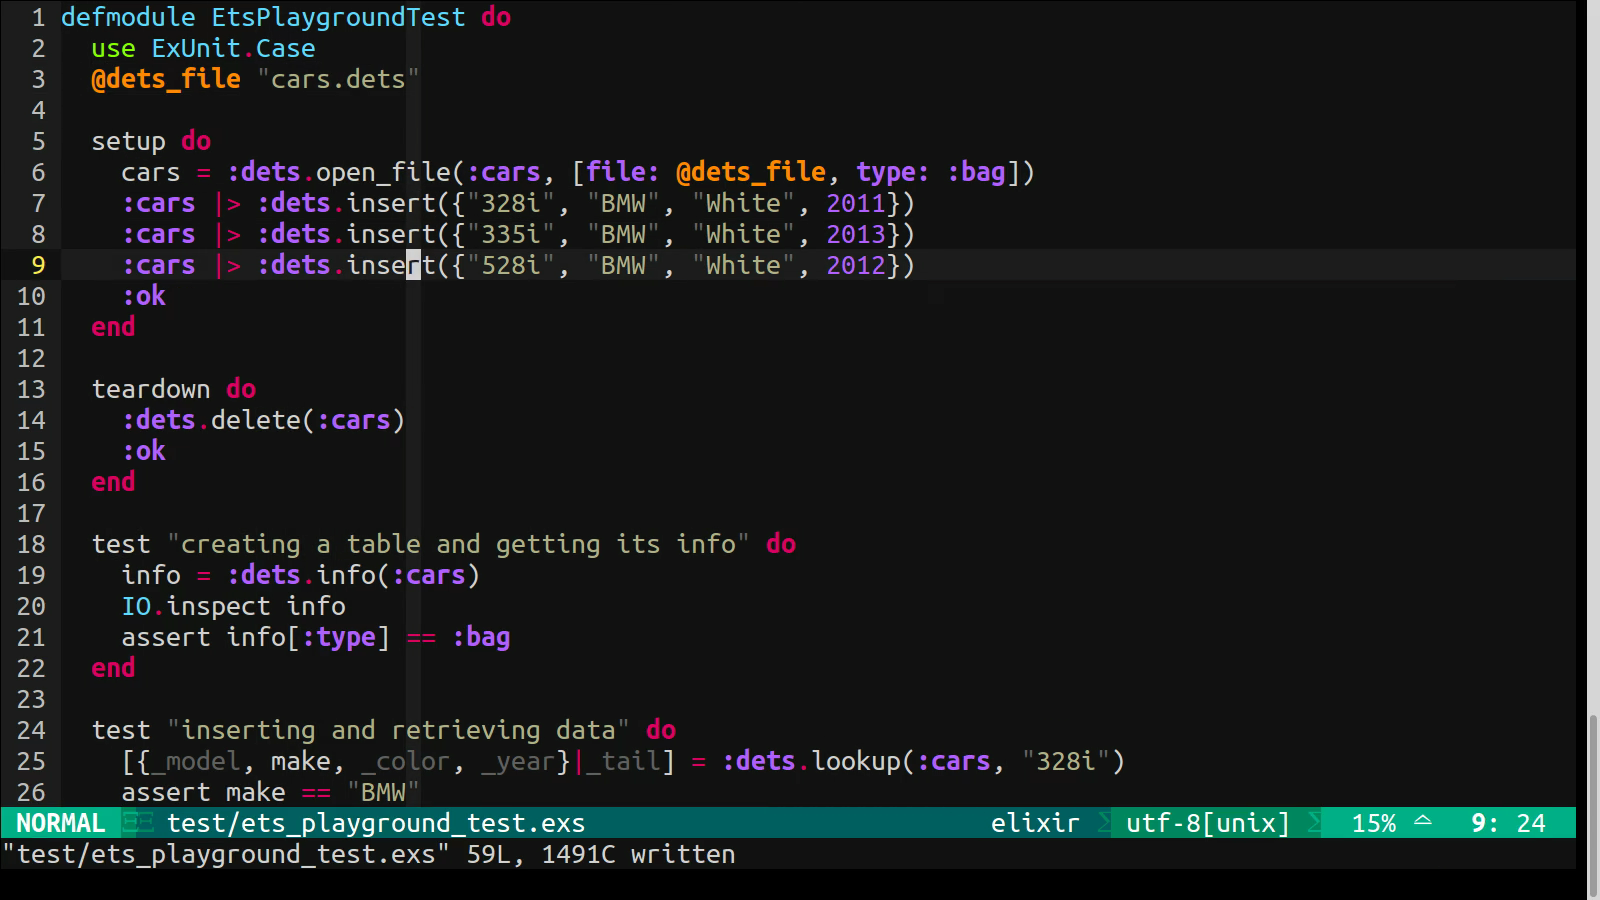 1 defmodule EtsPlaygroundTest do
2   use ExUnit.Case
3   @dets_file "cars.dets"
4
5   setup do
6     cars = :dets.open_file(:cars, [file: @dets_file, type: :bag])
7     :cars |> :dets.insert({"328i", "BMW", "White", 2011})
8     :cars |> :dets.insert({"335i", "BMW", "White", 2013})
9     :cars |> :dets.insert({"528i", "BMW", "White", 2012})
10     :ok
11   end
12
13   teardown do
14     :dets.delete(:cars)
15     :ok
16   end
17
18   test "creating a table and getting its info" do
19     info = :dets.info(:cars)
20     IO.inspect info
21     assert info[:type] == :bag
22   end
23
24   test "inserting and retrieving data" do
25     [{_model, make, _color, _year}|_tail] = :dets.lookup(:cars, "328i")
26     assert make == "BMW"
NORMAL test/ets_playground_test.exs elixir utf-8[unix] 15% 9: 24
"test/ets_playground_test.exs" 59L, 1491C written